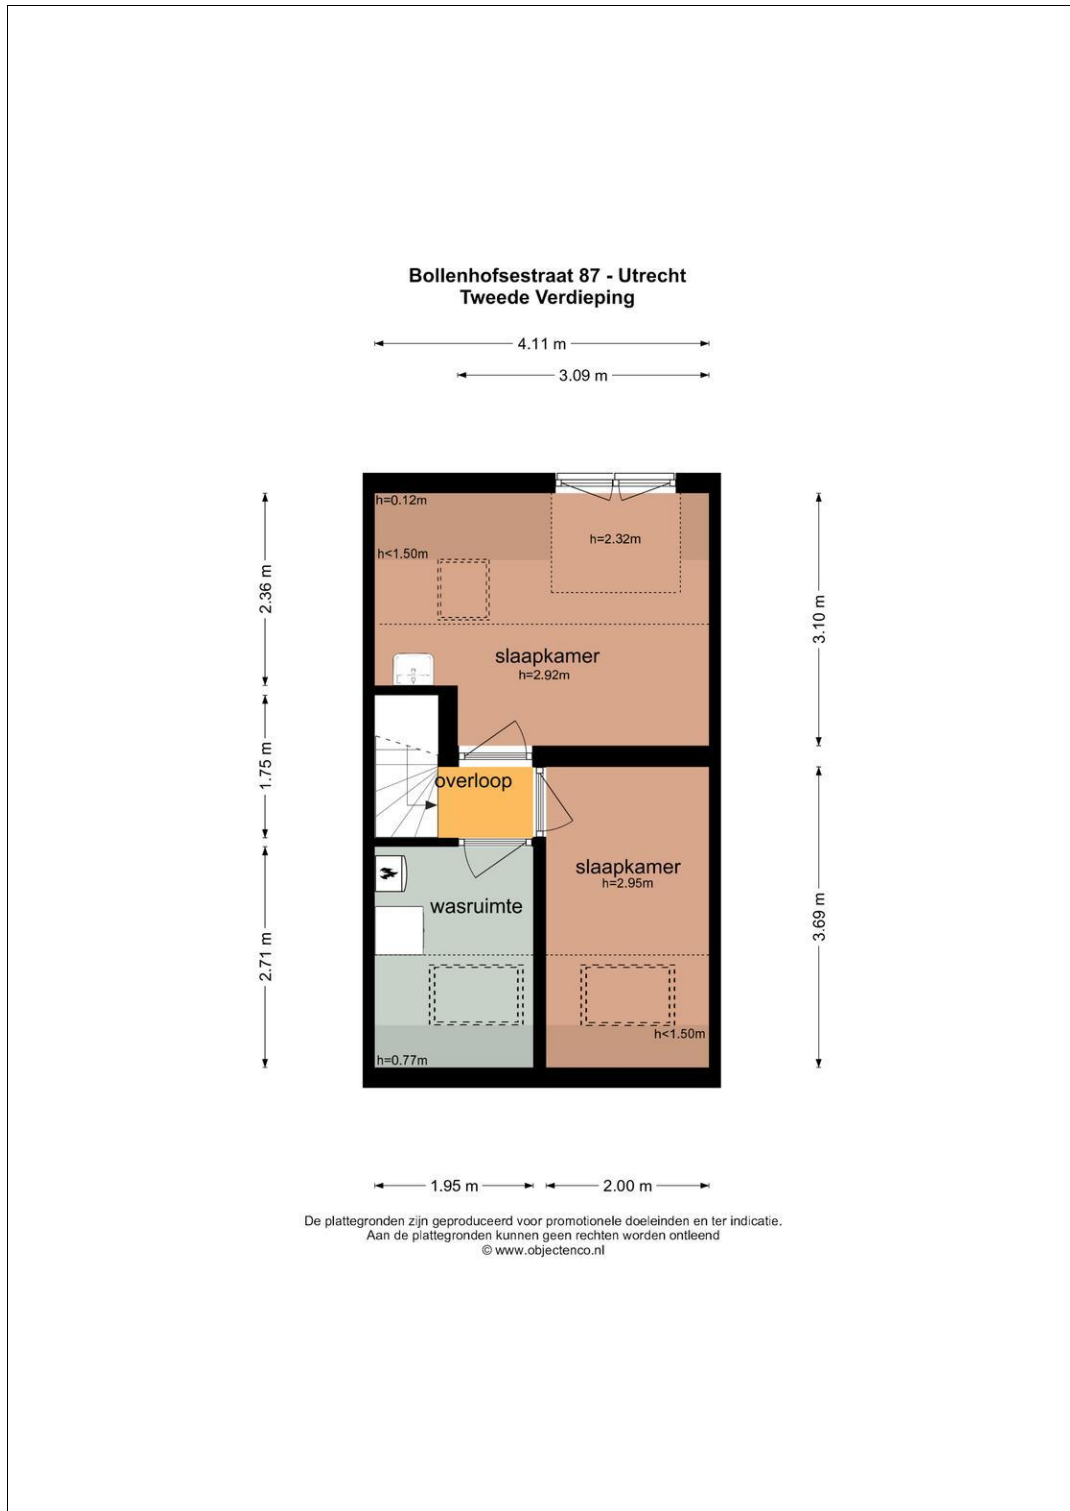 Bollenhofsestraat 87 - Utrecht
Tweede Verdieping
4.11 m
3.09 m
h=0.12m
h<1.50m
h=2.32m
2.36 m
3.10 m
slaapkamer
h=2.92m
1.75 m
overloop
slaapkamer
h=2.95m
wasruimte
2.71 m
3.69 m
h<1.50m
h=0.77m
1.95 m
2.00 m
De plattegronden zijn geproduceerd voor promotionele doeleinden en ter indicatie.
Aan de plattegronden kunnen geen rechten worden ontleend
© www.objectenco.nl